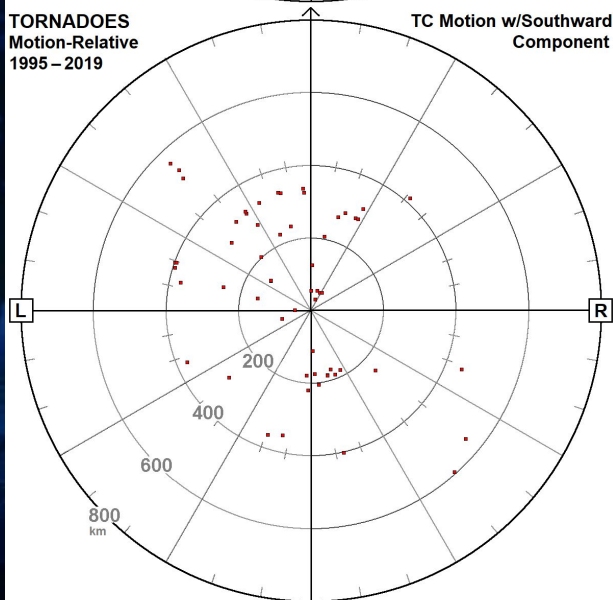 TORNADOES
Motion-Relative
1995 – 2019
TC Motion w/Southward
Component
L
R
200
400
600
800
km